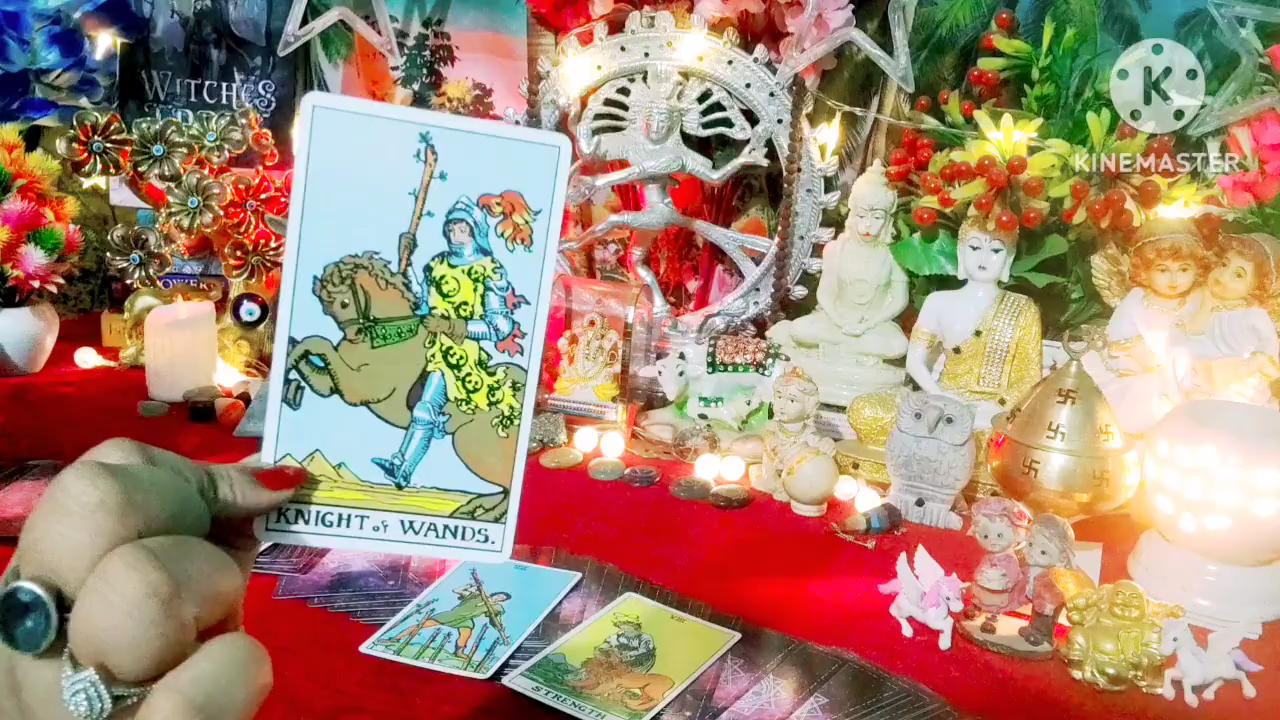 WITCHES
K
KINEMASTER
KNIGHT OF WANDS.
STRENGTH